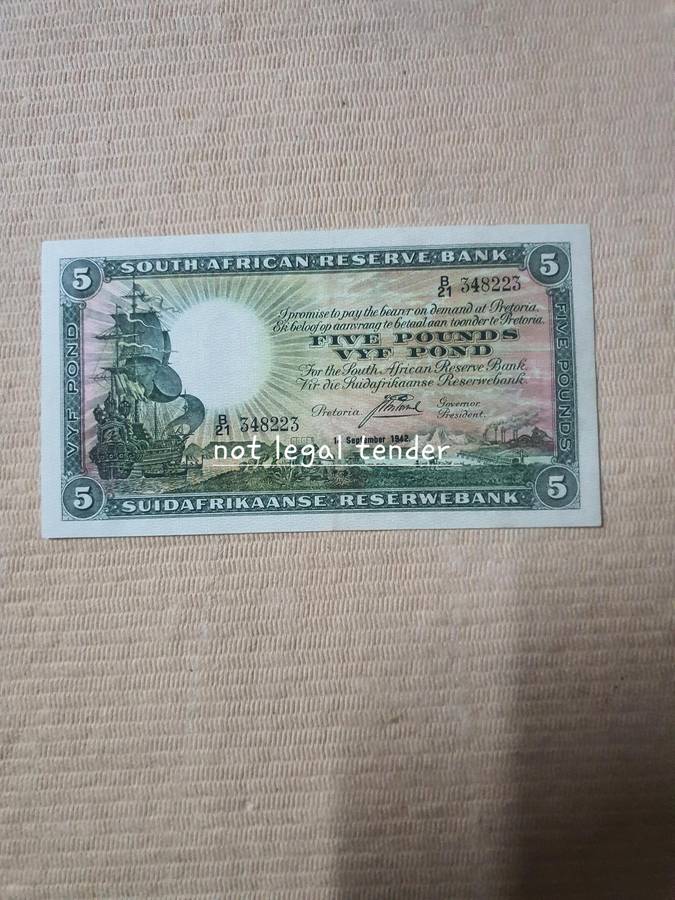 5 SOUTH AFRICAN RESERVE BANK 5
B/21 348223
I promise to pay the bearer on demand at Pretoria.
Ek beloof op aanvrang te betaal aan toonder te Pretoria.
FIVE POUNDS
VYF POND
For the South African Reserve Bank.
Vir die Suidafrikaanse Reserwebank.
Pretoria. Governor.
President.
B/21 348223
September 1942.
not legal tender
VYF POND
FIVE POUNDS
5 SUIDAFRIKAANSE RESERWEBANK 5